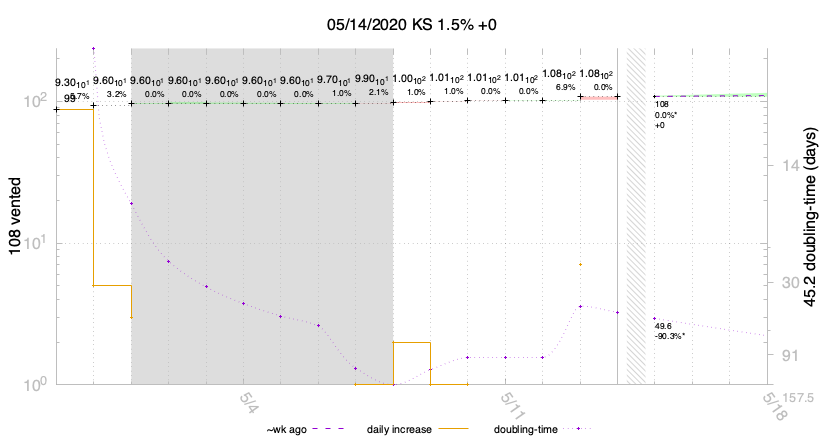 05/14/2020 KS 1.5% +0
9.3010¹ 9.6010¹ 9.6010¹ 9.6010¹ 9.6010¹ 9.6010¹ 9.6010¹ 9.7010¹ 9.9010¹ 1.0010² 1.0110² 1.0110² 1.0110² 1.0810² 1.0810²
5.7% 3.2% 0.0% 0.0% 0.0% 0.0% 0.0% 1.0% 2.1% 1.0% 1.0% 0.0% 0.0% 6.9% 0.0%
10²
108
0.0%*
+0
14
108 vented
45.2 doubling-time (days)
10¹
30
49.6
-90.3%*
91
10⁰
157.5
5/4
5/11
5/18
~wk ago
daily increase
doubling-time